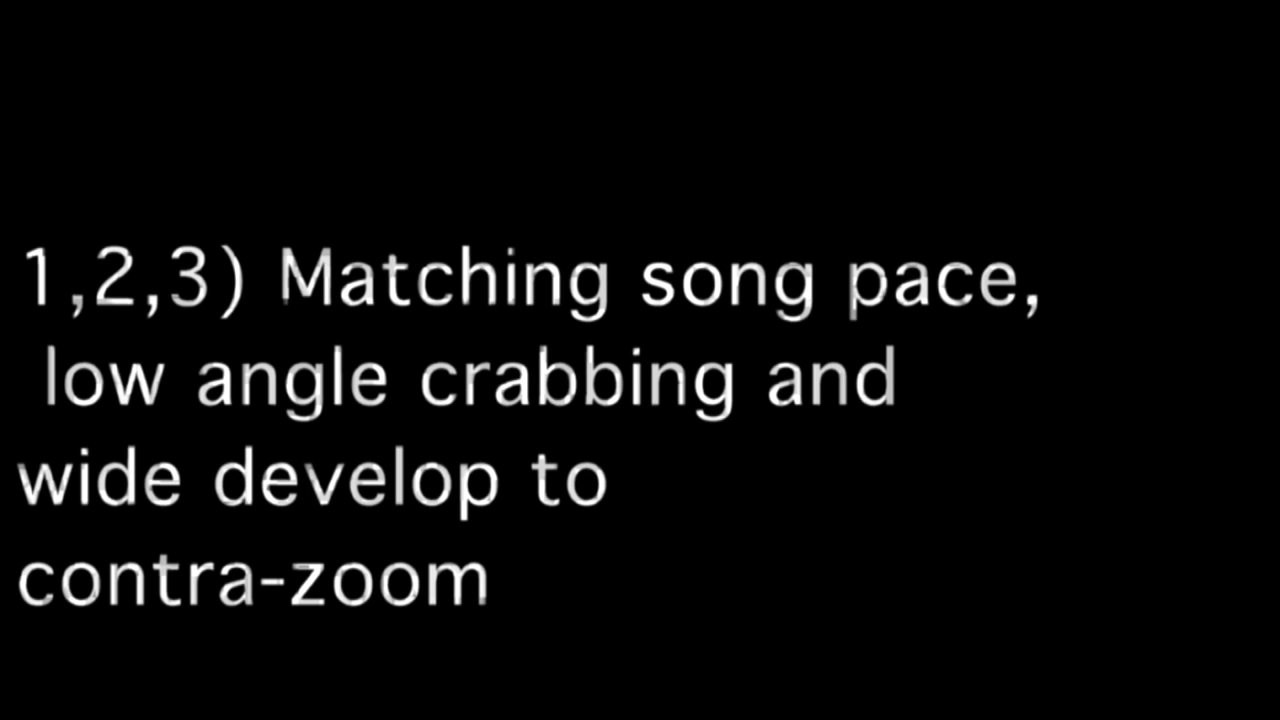 1,2,3) Matching song pace,
low angle crabbing and
wide develop to
contra-zoom